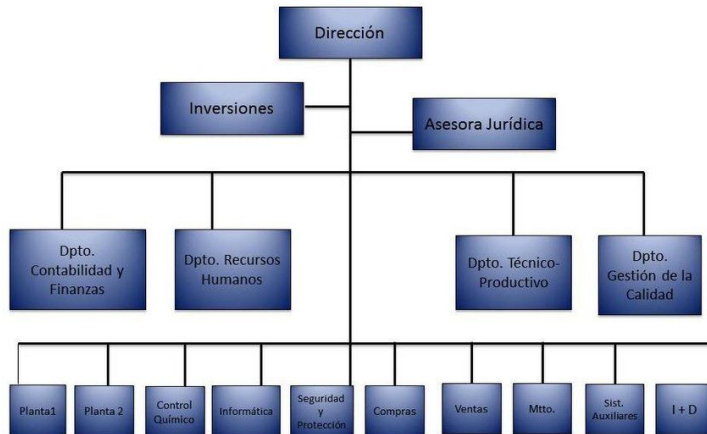 Dirección
Inversiones
Asesora Jurídica
Dpto.
Contabilidad y
Finanzas
Dpto. Recursos
Humanos
Dpto. Técnico-
Productivo
Dpto.
Gestión de la
Calidad
Planta1
Planta 2
Control
Químico
Informática
Seguridad
y
Protección
Compras
Ventas
Mtto.
Sist.
Auxiliares
I + D